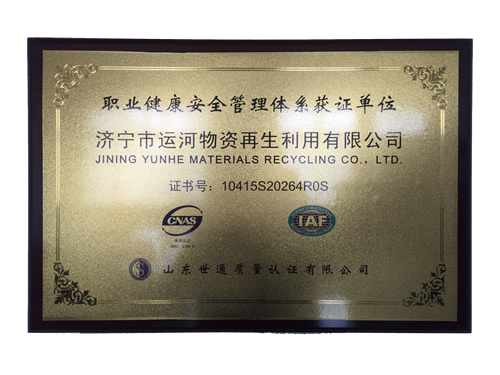 职业健康安全管理体系获证单位
济宁市运河物资再生利用有限公司
JINING YUNHE MATERIALS RECYCLING CO., LTD.
证书号：10415S20264R0S
CNAS
IAF
山东世通质量认证有限公司